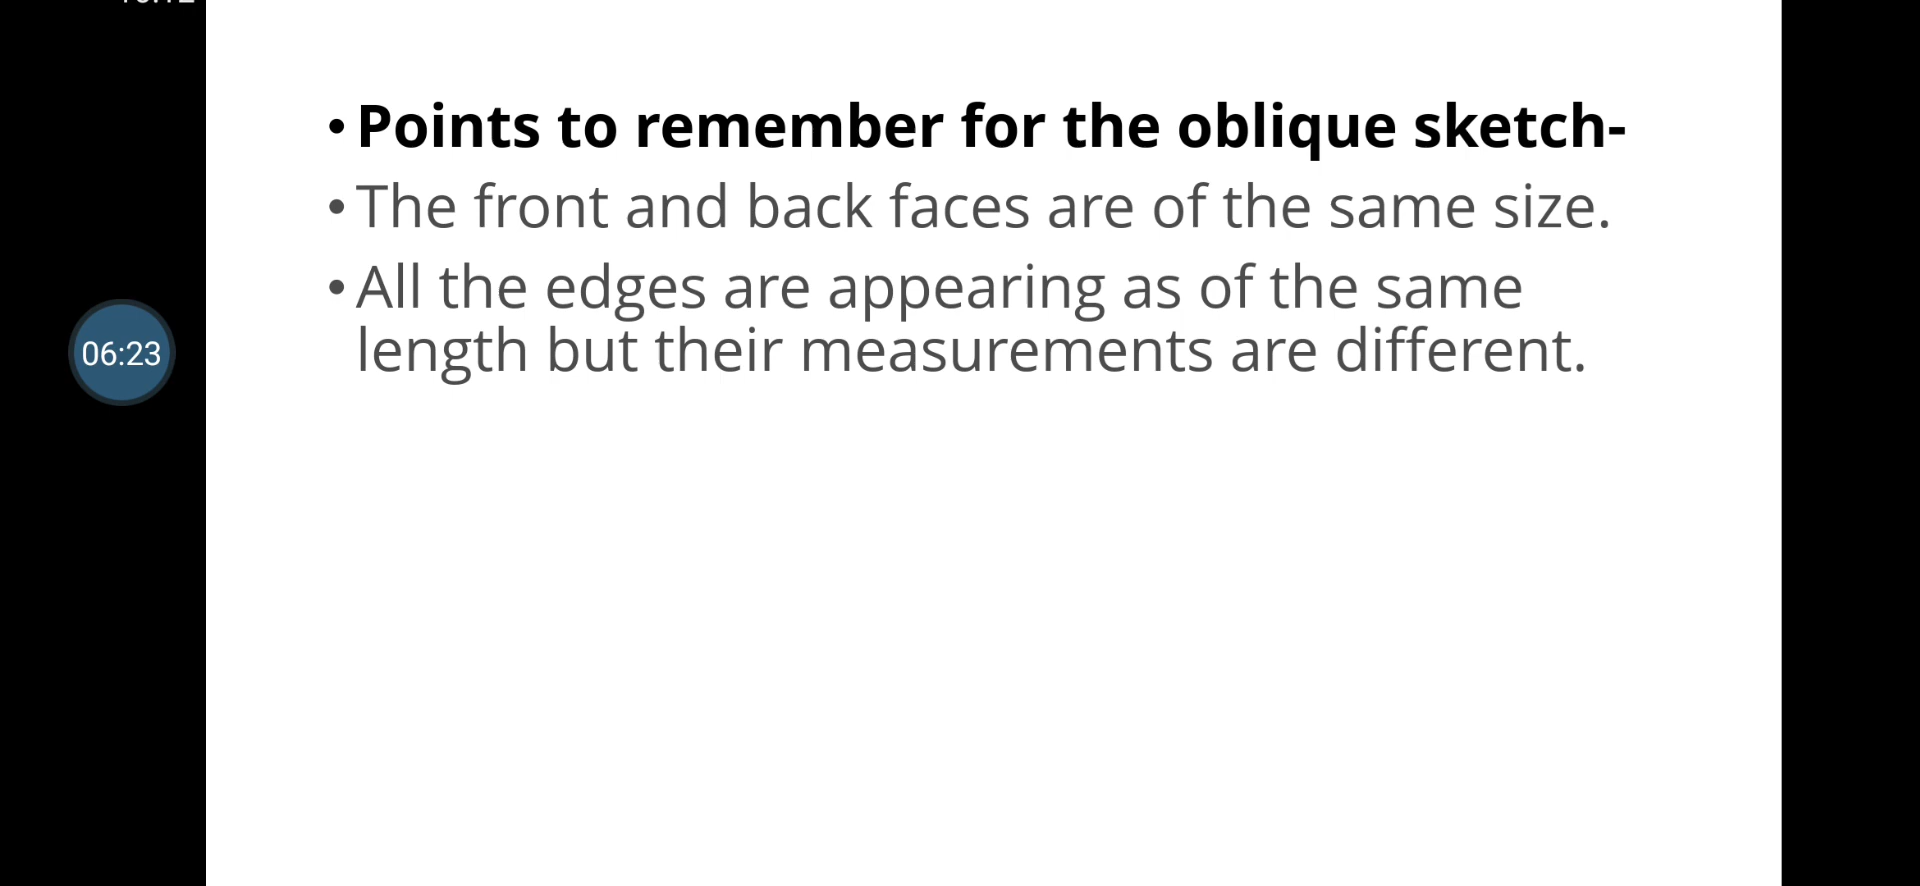 • Points to remember for the oblique sketch-
• The front and back faces are of the same size.
• All the edges are appearing as of the same
length but their measurements are different.
06:23